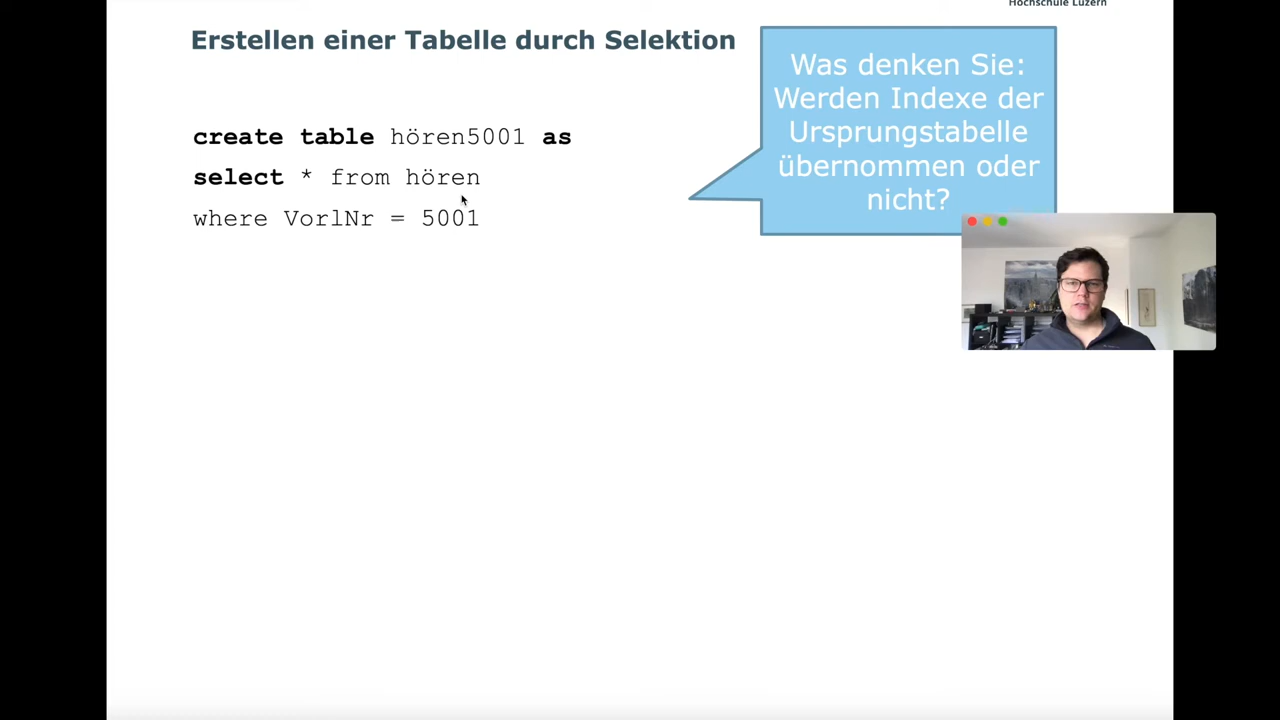 Hochschule Luzern
Erstellen einer Tabelle durch Selektion
Was denken Sie:
Werden Indexe der
Ursprungstabelle
übernommen oder
nicht?
create table hören5001 as
select * from hören
where VorlNr = 5001